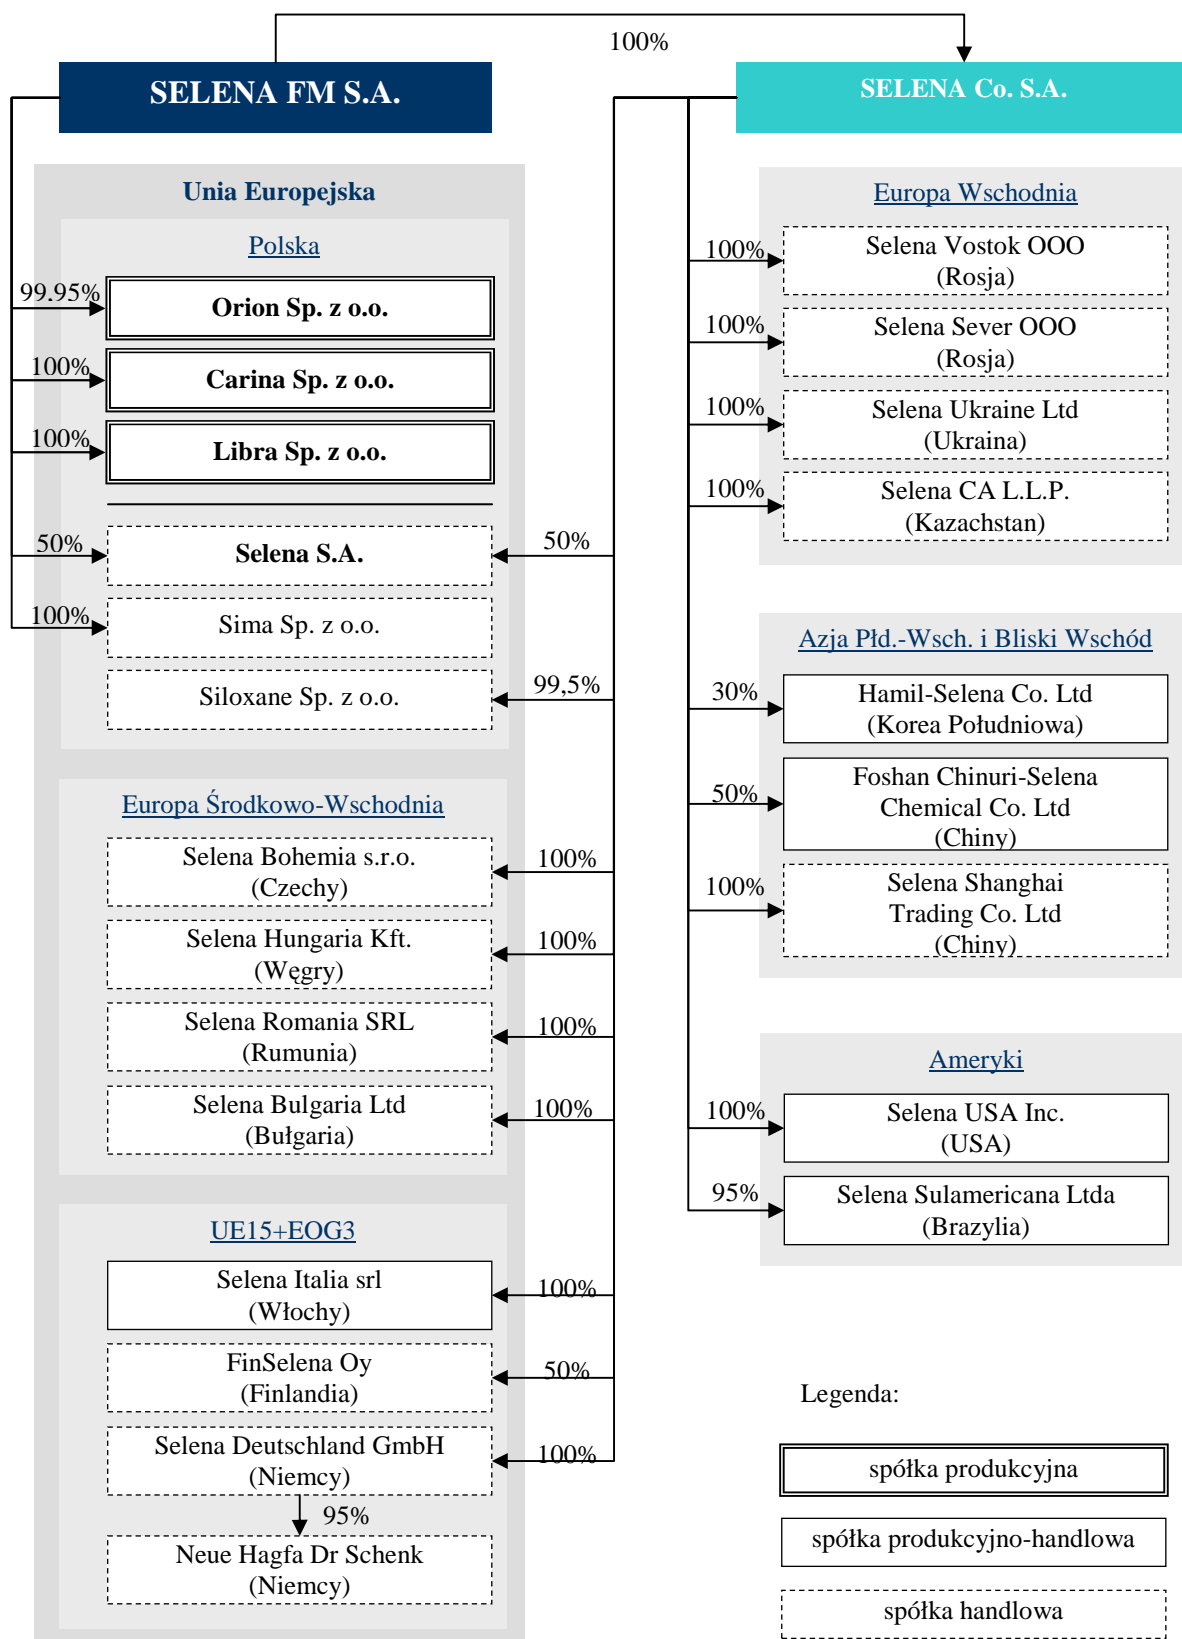 100%
SELENA FM S.A.
SELENA Co. S.A.
Unia Europejska
Polska
99.95%
Orion Sp. z o.o.
100%
Carina Sp. z o.o.
100%
Libra Sp. z o.o.
50%
Selena S.A.
50%
100%
Sima Sp. z o.o.
Siloxane Sp. z o.o.
99,5%
Europa Środkowo-Wschodnia
Selena Bohemia s.r.o.
(Czechy)
100%
Selena Hungaria Kft.
(Węgry)
100%
Selena Romania SRL
(Rumunia)
100%
Selena Bulgaria Ltd
(Bułgaria)
100%
UE15+EOG3
Selena Italia srl
(Włochy)
100%
FinSelena Oy
(Finlandia)
50%
Selena Deutschland GmbH
(Niemcy)
100%
95%
Neue Hagfa Dr Schenk
(Niemcy)
Europa Wschodnia
100%
Selena Vostok OOO
(Rosja)
100%
Selena Sever OOO
(Rosja)
100%
Selena Ukraine Ltd
(Ukraina)
100%
Selena CA L.L.P.
(Kazachstan)
Azja Płd.-Wsch. i Bliski Wschód
30%
Hamil-Selena Co. Ltd
(Korea Południowa)
50%
Foshan Chinuri-Selena
Chemical Co. Ltd
(Chiny)
100%
Selena Shanghai
Trading Co. Ltd
(Chiny)
Ameryki
100%
Selena USA Inc.
(USA)
95%
Selena Sulamericana Ltda
(Brazylia)
Legenda:
spółka produkcyjna
spółka produkcyjno-handlowa
spółka handlowa